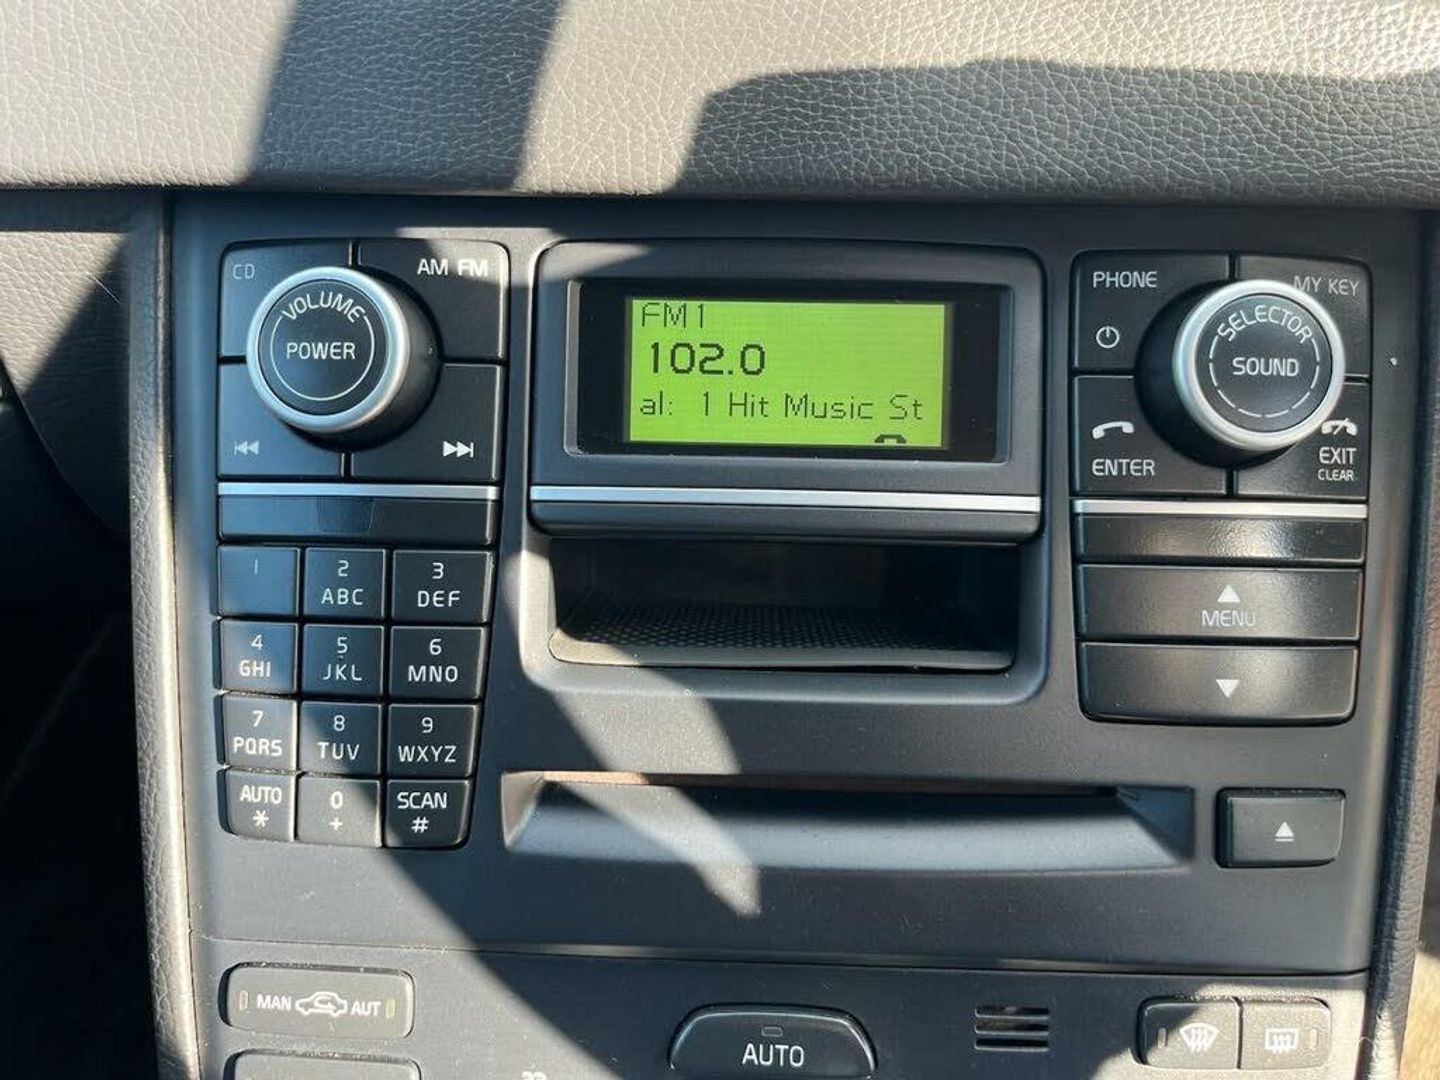 CD
AM FM
VOLUME
POWER
FM1
102.0
al: 1 Hit Music St
PHONE
MY KEY
SELECTOR
SOUND
ENTER
EXIT
CLEAR
1
2
ABC
3
DEF
4
GHI
5
JKL
6
MNO
7
PQRS
8
TUV
9
WXYZ
AUTO
*
0
+
SCAN
#
MENU
MAN AUT
AUTO